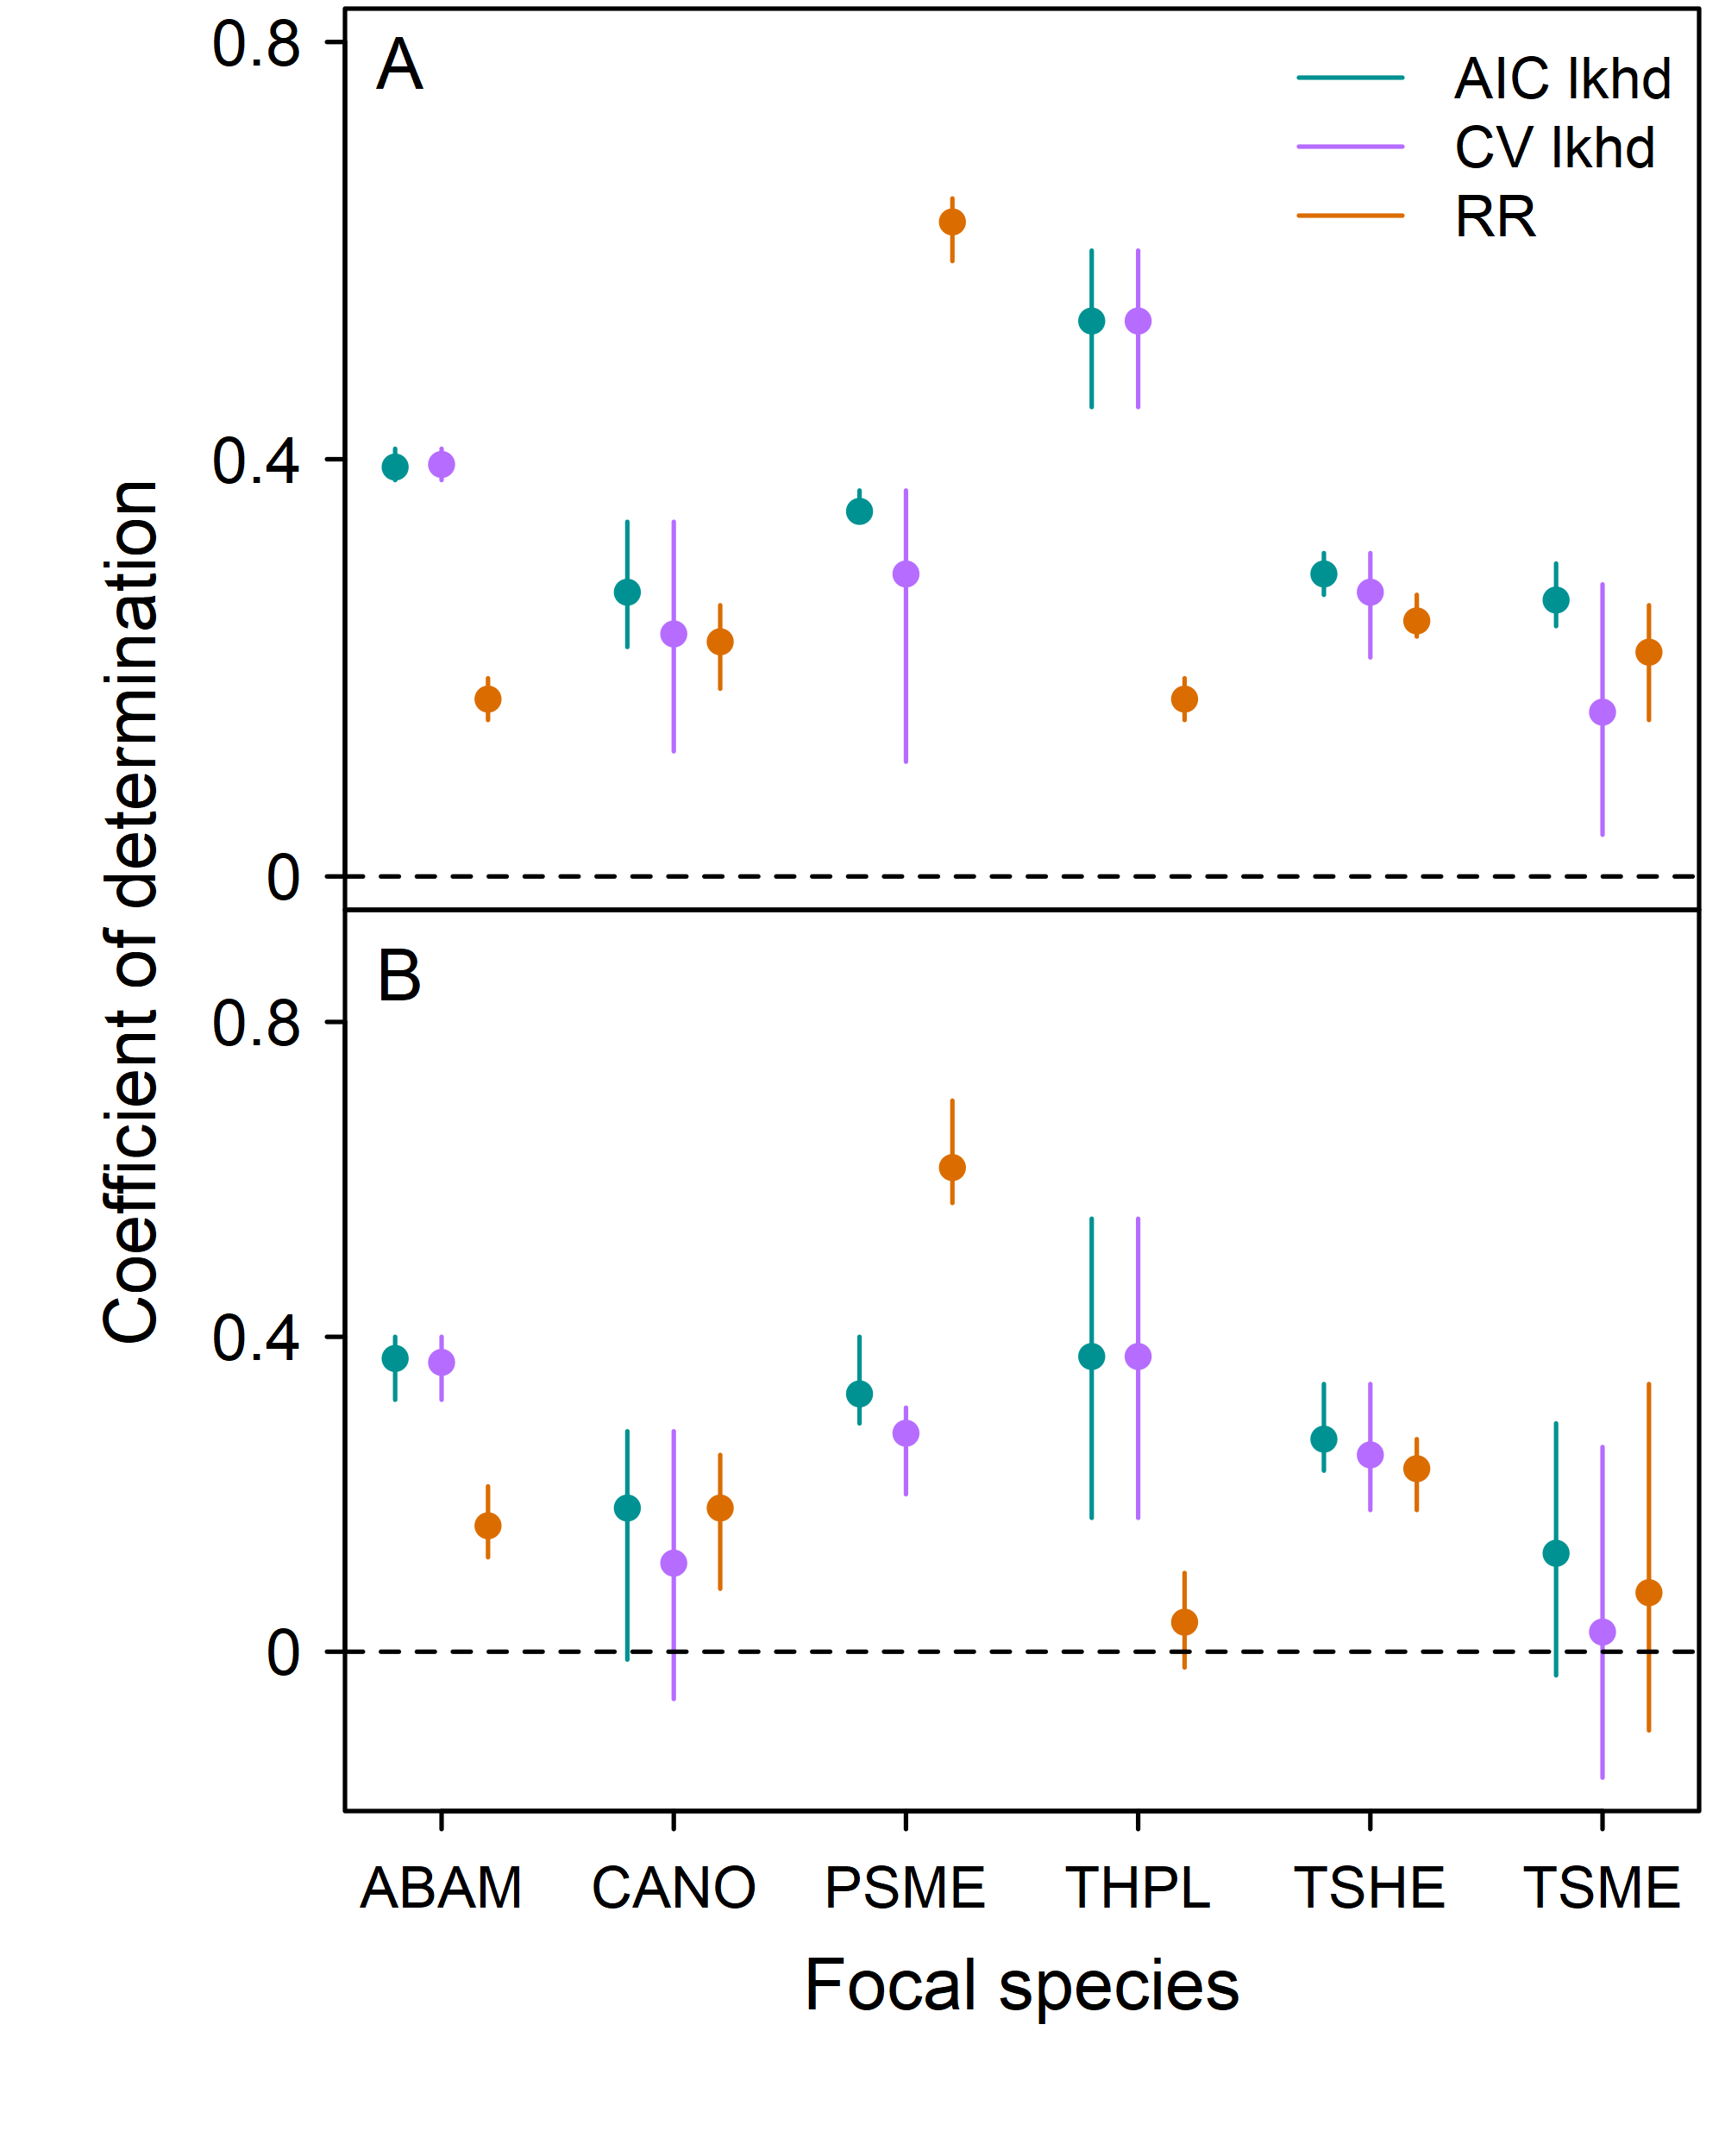 A
AIC lkhd
CV lkhd
RR
0.8
0.4
0
B
0.8
0.4
0
Coefficient of determination
ABAM CANO PSME THPL TSHE TSME
Focal species